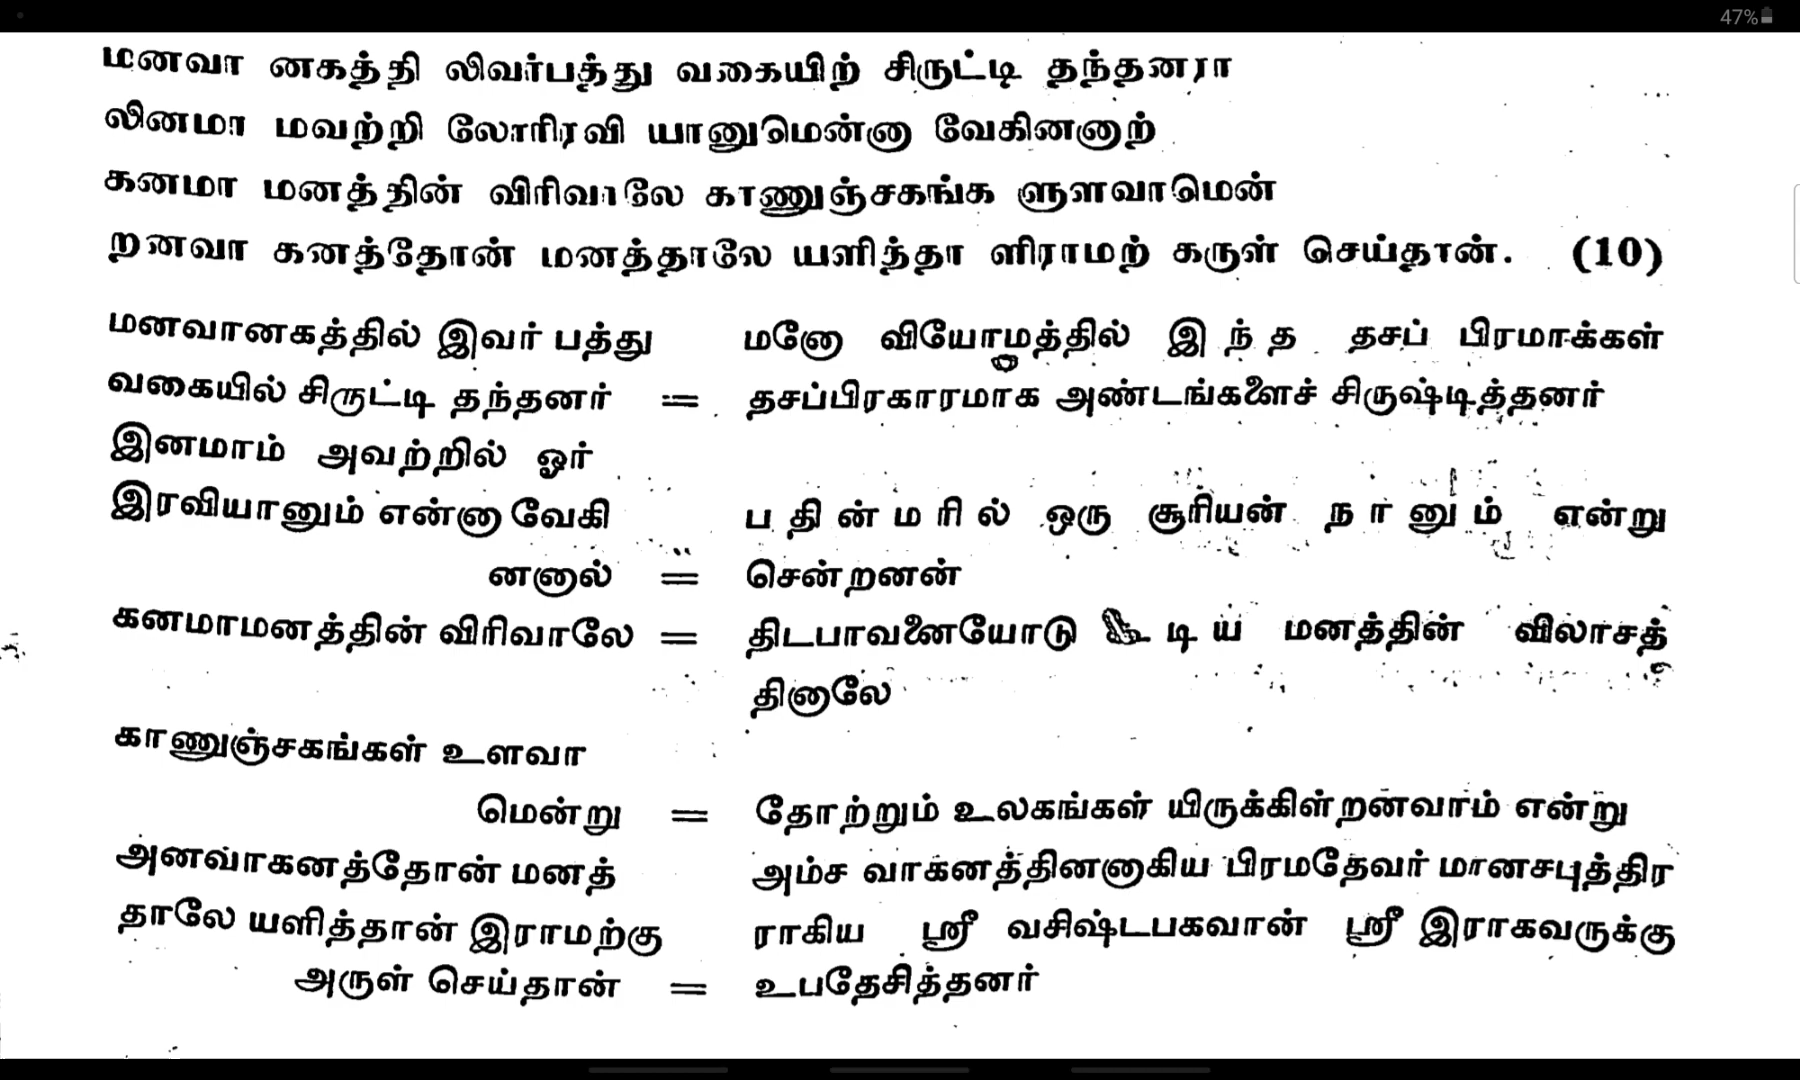 47%
மனவா னகத்தி லிவர்பத்து வகையிற் சிருட்டி தந்தனரா
லினமா மவற்றி லோரிரவி யானுமென்னா வேகினனாற்
கனமா மனத்தின் விரிவாலே காணுஞ்சகங்க ளுளவாமென்
றனவா கனத்தோன் மனத்தாலே யளித்தா ளிராமற் கருள் செய்தான். (10)
மனவானகத்தில் இவர் பத்து மனோ வியோமத்தில் இந்த தசப் பிரமாக்கள்
வகையில் சிருட்டி தந்தனர் = தசப்பிரகாரமாக அண்டங்களைச் சிருஷ்டித்தனர்
இனமாம் அவற்றில் ஓர்
இரவியானும் என்னா வேகி பதின்மரில் ஒரு சூரியன் நானும் என்று
னனால் = சென்றனன்
கனமாமனத்தின் விரிவாலே = திடபாவனையோடு கூடிய மனத்தின் விலாசத்
தினாலே
காணுஞ்சகங்கள் உளவா
மென்று = தோற்றும் உலகங்கள் யிருக்கின்றனவாம் என்று
அனவாகனத்தோன் மனத் அம்ச வாகனத்தினனாகிய பிரமதேவர் மானசபுத்திர
தாலே யளித்தான் இராமற்கு ராகிய ஸ்ரீ வசிஷ்டபகவான் ஸ்ரீ இராகவருக்கு
அருள் செய்தான் = உபதேசித்தனர்